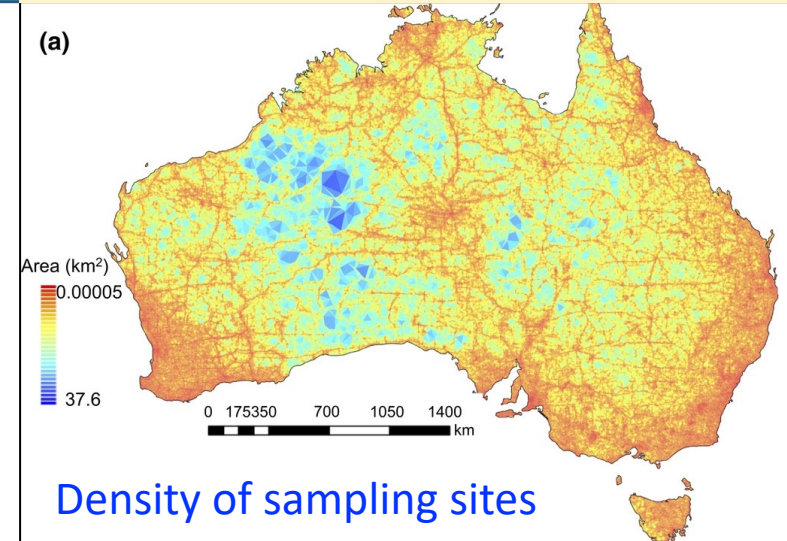 (a)
Area (km²)
0.00005
37.6
0 175350 700 1050 1400
km
Density of sampling sites